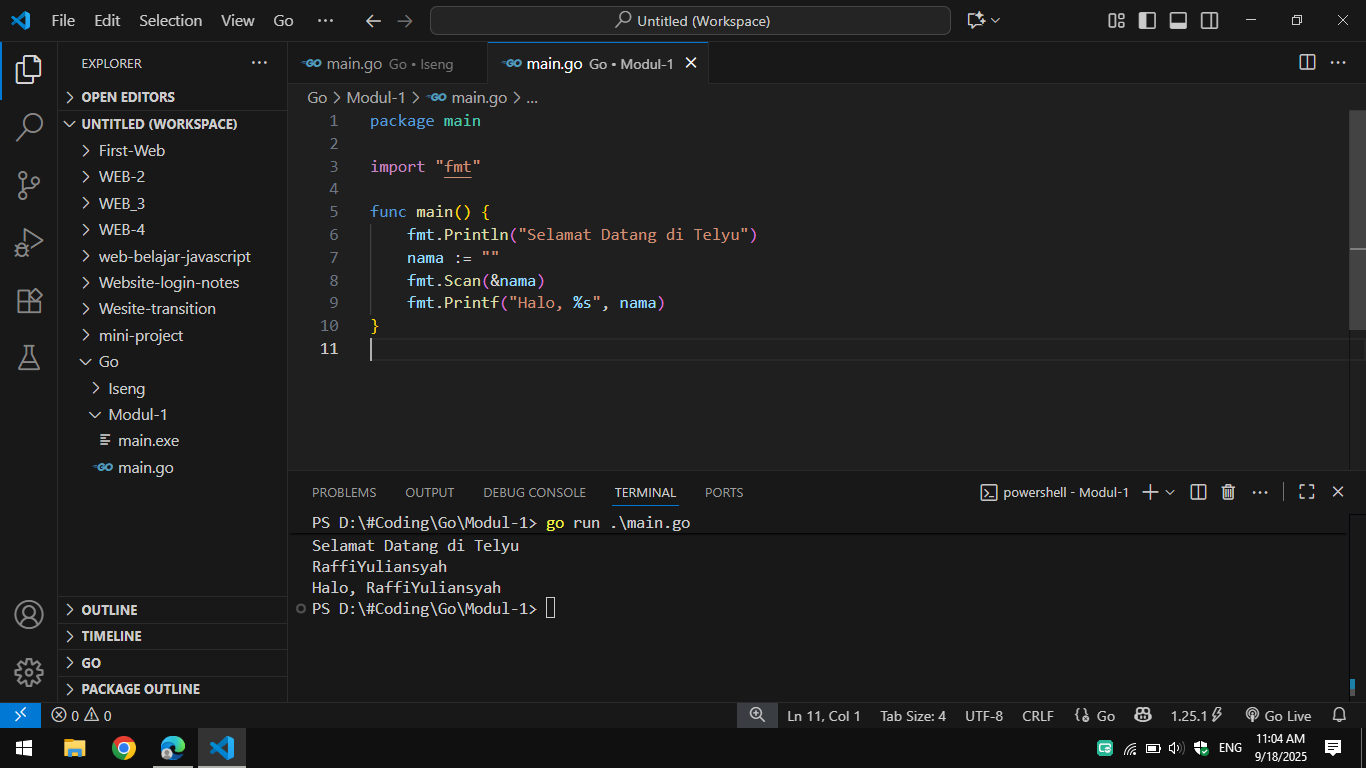 File Edit Selection View Go ··· Untitled (Workspace)
EXPLORER ···
OPEN EDITORS
UNTITLED (WORKSPACE)
First-Web
WEB-2
WEB_3
WEB-4
web-belajar-javascript
Website-login-notes
Wesite-transition
mini-project
Go
Iseng
Modul-1
main.exe
GO main.go
OUTLINE
TIMELINE
GO
PACKAGE OUTLINE
GO main.go Go • Iseng
GO main.go Go • Modul-1
Go > Modul-1 > GO main.go > ...
1 package main
2
3 import "fmt"
4
5 func main() {
6 fmt.Println("Selamat Datang di Telyu")
7 nama := ""
8 fmt.Scan(&nama)
9 fmt.Printf("Halo, %s", nama)
10 }
11
PROBLEMS OUTPUT DEBUG CONSOLE TERMINAL PORTS
powershell - Modul-1
PS D:\#Coding\Go\Modul-1> go run .\main.go
Selamat Datang di Telyu
RaffiYuliansyah
Halo, RaffiYuliansyah
PS D:\#Coding\Go\Modul-1>
0 0 Ln 11, Col 1 Tab Size: 4 UTF-8 CRLF {} Go 1.25.1 Go Live
ENG
11:04 AM
9/18/2025